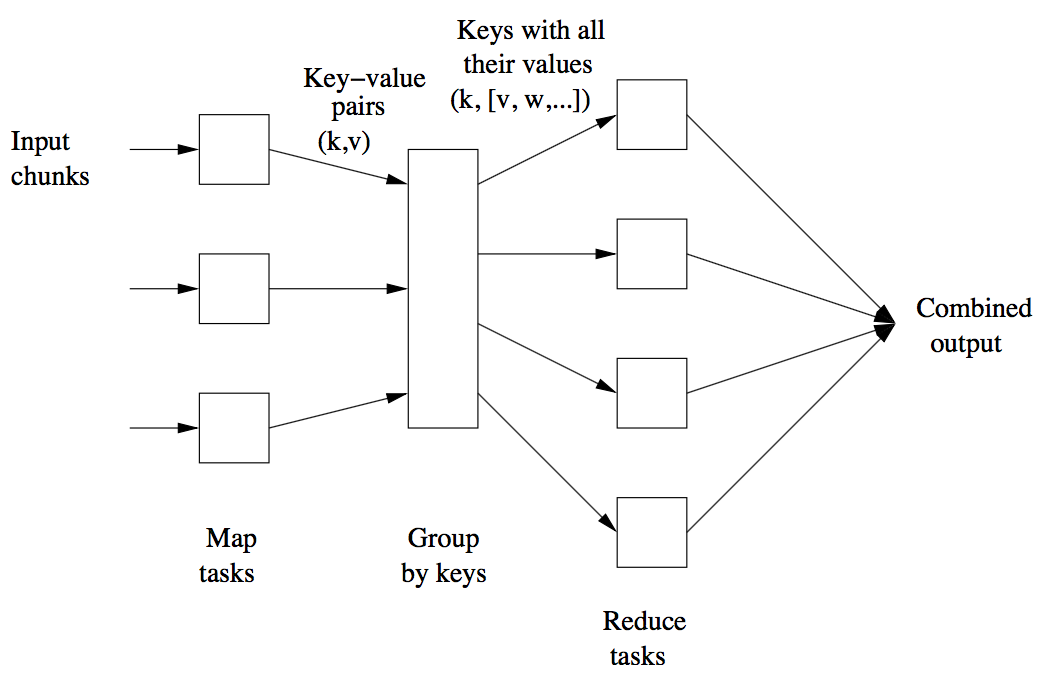 Input
chunks
Key−value
pairs
(k,v)
Keys with all
their values
(k, [v, w,...])
Combined
output
Map
tasks
Group
by keys
Reduce
tasks